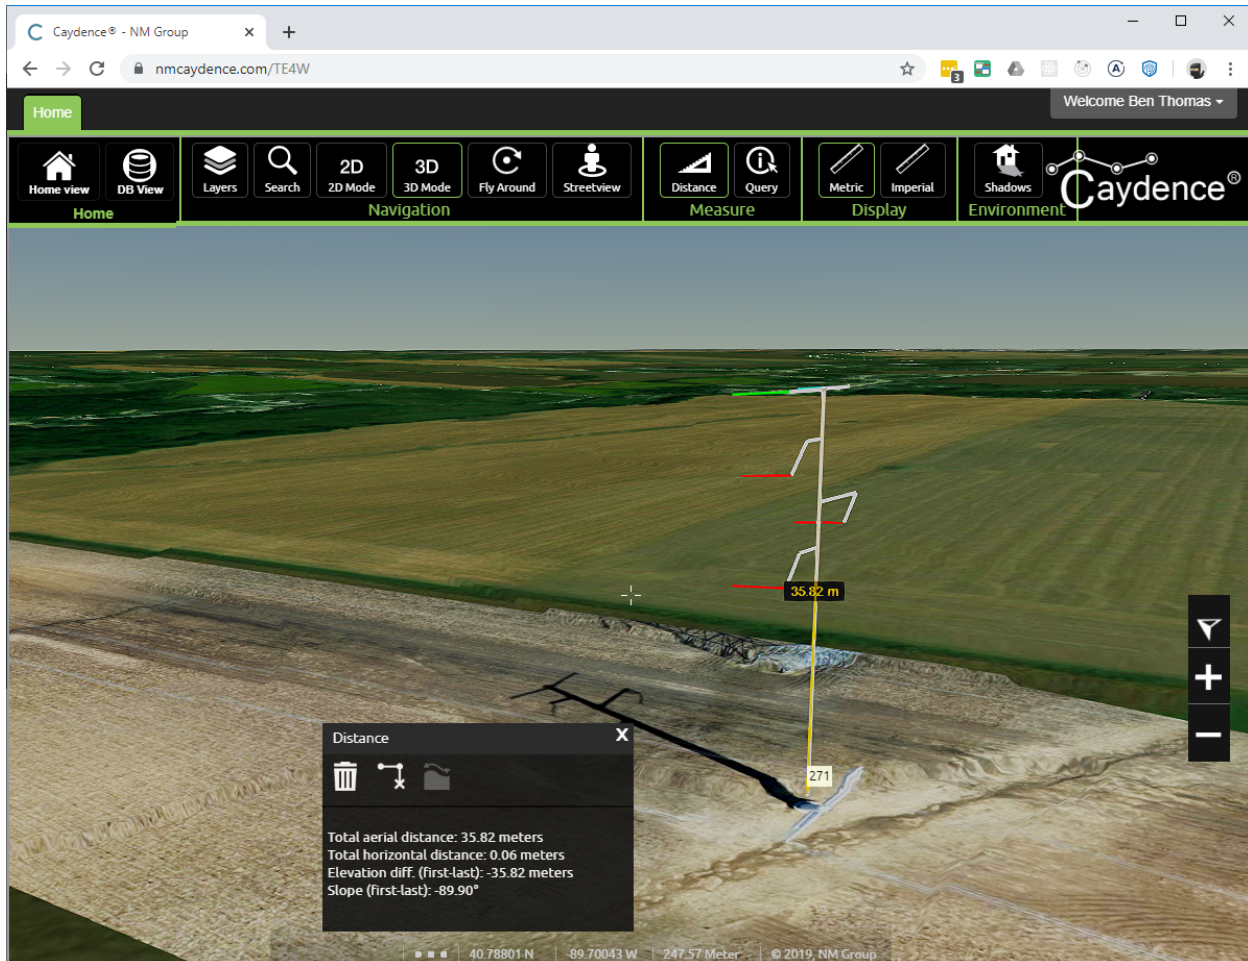 Caydence® - NM Group
nmcaydence.com/TE4W
3
A
Home
Welcome Ben Thomas
2D
3D
Home view
DB View
Layers
Search
2D Mode
3D Mode
Fly Around
Streetview
Distance
Query
Metric
Imperial
Shadows
Caydence®
Home
Navigation
Measure
Display
Environment
35.82 m
271
Distance
X
Total aerial distance: 35.82 meters
Total horizontal distance: 0.06 meters
Elevation diff. (first-last): -35.82 meters
Slope (first-last): -89.90°
40.78801 N
-89.70043 W
247.57 Meter
© 2019, NM Group